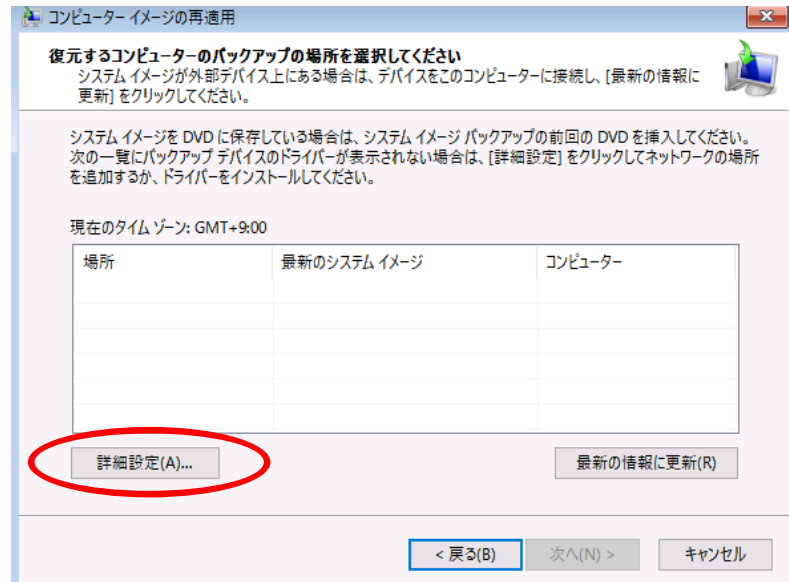 コンピューター イメージの再適用
復元するコンピューターのバックアップの場所を選択してください
システム イメージが外部デバイス上にある場合は、デバイスをこのコンピューターに接続し、[最新の情報に
更新] をクリックしてください。
システム イメージを DVD に保存している場合は、システム イメージ バックアップの前回の DVD を挿入してください。
次の一覧にバックアップ デバイスのドライバーが表示されない場合は、[詳細設定] をクリックしてネットワークの場所
を追加するか、ドライバーをインストールしてください。
現在のタイム ゾーン: GMT+9:00
場所 最新のシステム イメージ コンピューター
詳細設定(A)... 最新の情報に更新(R)
< 戻る(B) 次へ(N) > キャンセル